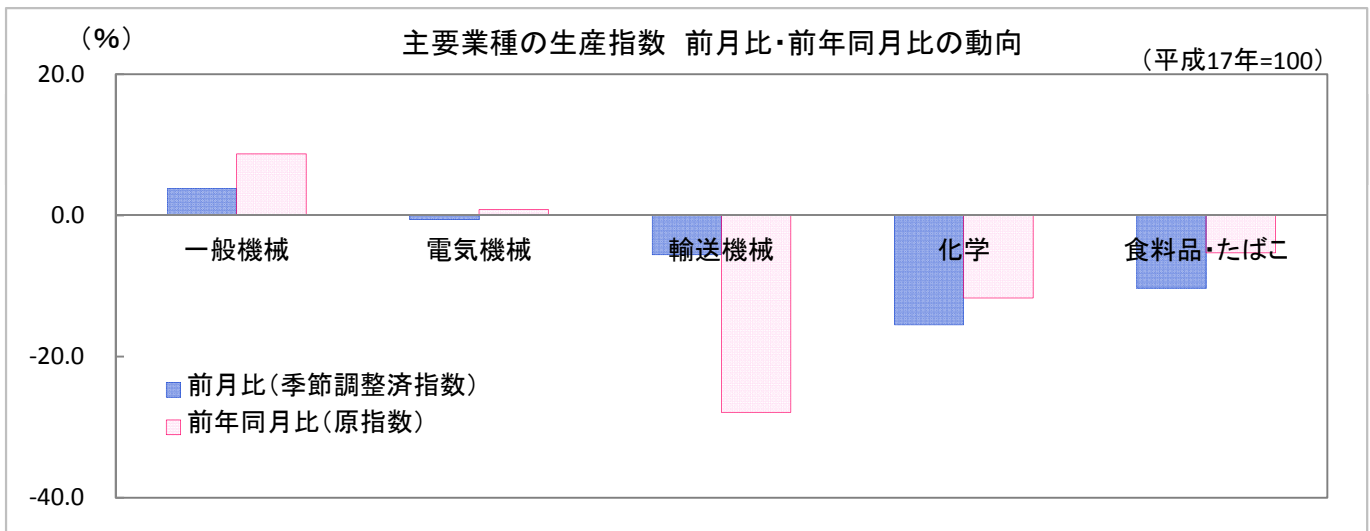 （%）
主要業種の生産指数 前月比・前年同月比の動向
（平成17年=100）
20.0
0.0
一般機械 電気機械 輸送機械 化学 食料品・たばこ
-20.0
前月比（季節調整済指数）
前年同月比（原指数）
-40.0